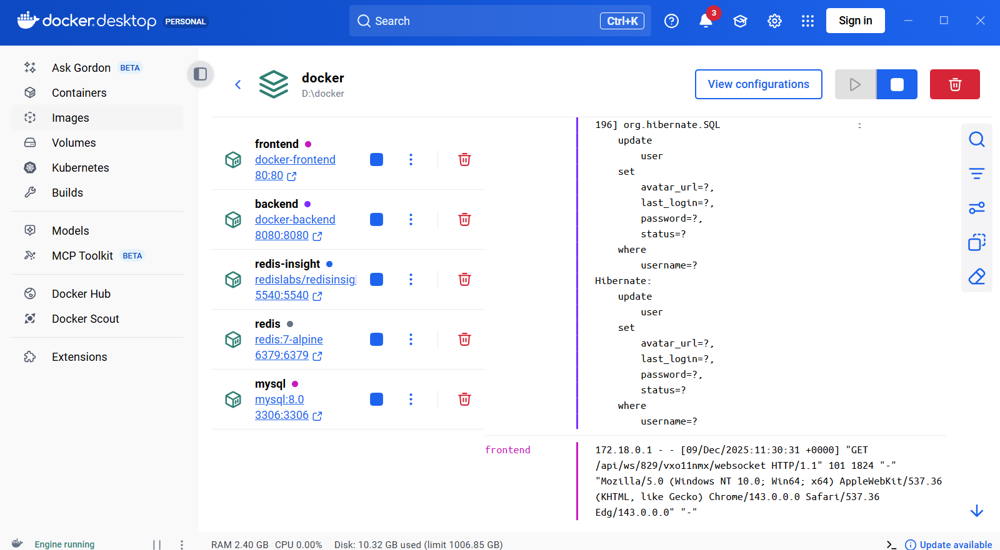 docker.desktop PERSONAL
Search
Ctrl+K
3
Sign in
Ask Gordon BETA
Containers
Images
Volumes
Kubernetes
Builds
Models
MCP Toolkit BETA
Docker Hub
Docker Scout
Extensions
docker
D:\docker
View configurations
frontend
docker-frontend
80:80
backend
docker-backend
8080:8080
redis-insight
redislabs/redisinsig
5540:5540
redis
redis:7-alpine
6379:6379
mysql
mysql:8.0
3306:3306
196] org.hibernate.SQL                        :
    update
        user
    set
        avatar_url=?,
        last_login=?,
        password=?,
        status=?
    where
        username=?
Hibernate:
    update
        user
    set
        avatar_url=?,
        last_login=?,
        password=?,
        status=?
    where
        username=?
frontend
172.18.0.1 - - [09/Dec/2025:11:30:31 +0000] "GET
/api/ws/829/vxo11nmx/websocket HTTP/1.1" 101 1824 "-"
"Mozilla/5.0 (Windows NT 10.0; Win64; x64) AppleWebKit/537.36
(KHTML, like Gecko) Chrome/143.0.0.0 Safari/537.36
Edg/143.0.0.0" "-"
Engine running
RAM 2.40 GB CPU 0.00% Disk: 10.32 GB used (limit 1006.85 GB)
Update available